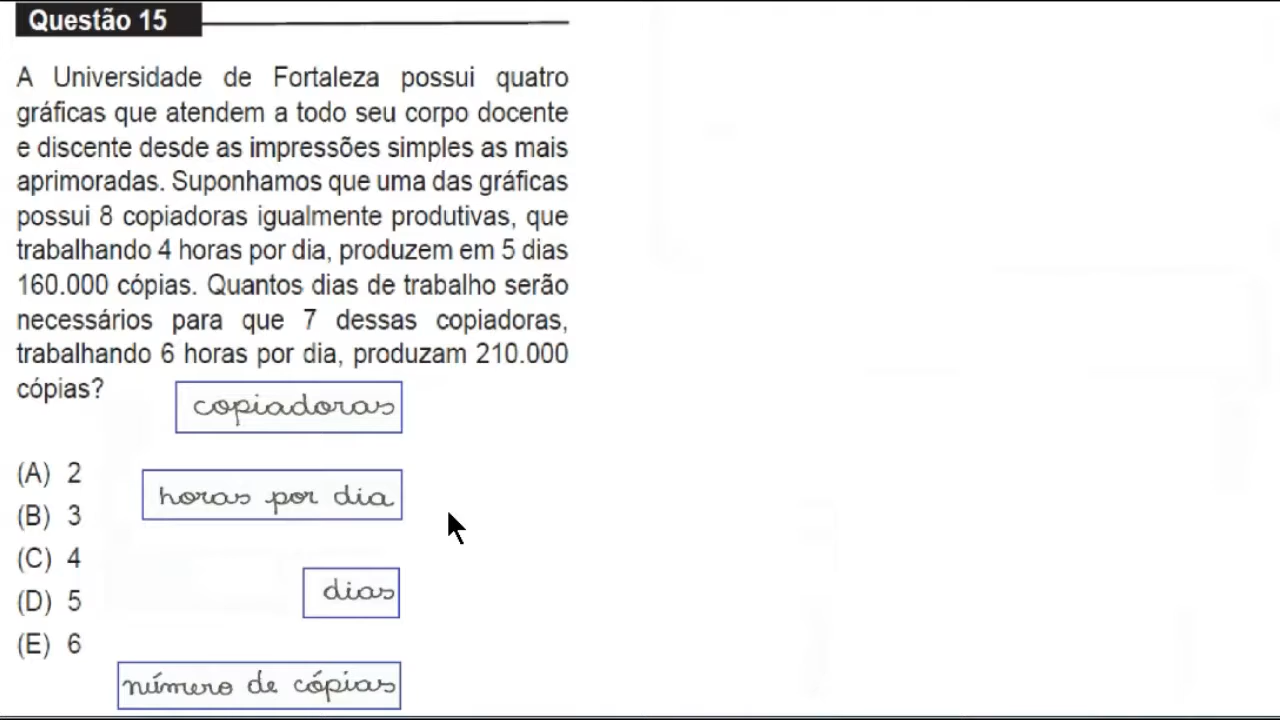 Questão 15
A Universidade de Fortaleza possui quatro
gráficas que atendem a todo seu corpo docente
e discente desde as impressões simples as mais
aprimoradas. Suponhamos que uma das gráficas
possui 8 copiadoras igualmente produtivas, que
trabalhando 4 horas por dia, produzem em 5 dias
160.000 cópias. Quantos dias de trabalho serão
necessários para que 7 dessas copiadoras,
trabalhando 6 horas por dia, produzam 210.000
cópias?
copiadoras
(A) 2
horas por dia
(B) 3
(C) 4
dias
(D) 5
(E) 6
número de cópias